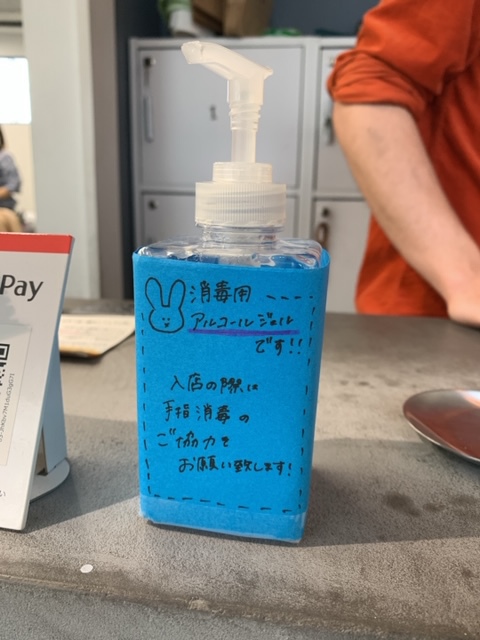 Pay
消毒用
アルコールジェル
です!!
入店の際に
手指消毒の
ご協力を
お願い致します!